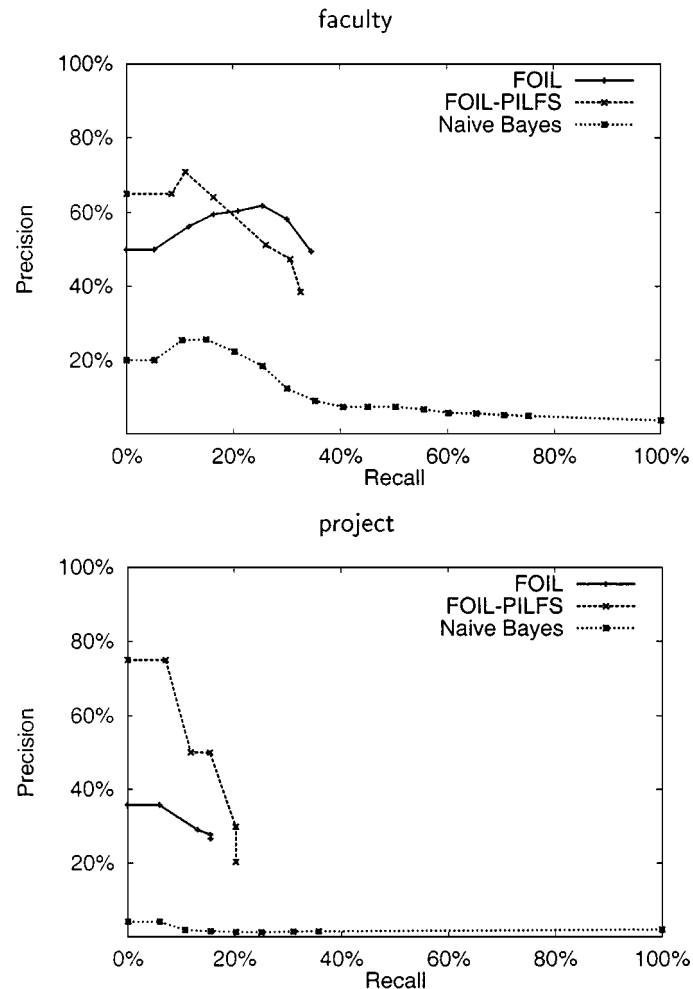 faculty
100%
80%
60%
40%
20%
Precision
FOIL
FOIL-PILFS
Naive Bayes
0% 20% 40% 60% 80% 100%
Recall
project
100%
80%
60%
40%
20%
Precision
FOIL
FOIL-PILFS
Naive Bayes
0% 20% 40% 60% 80% 100%
Recall